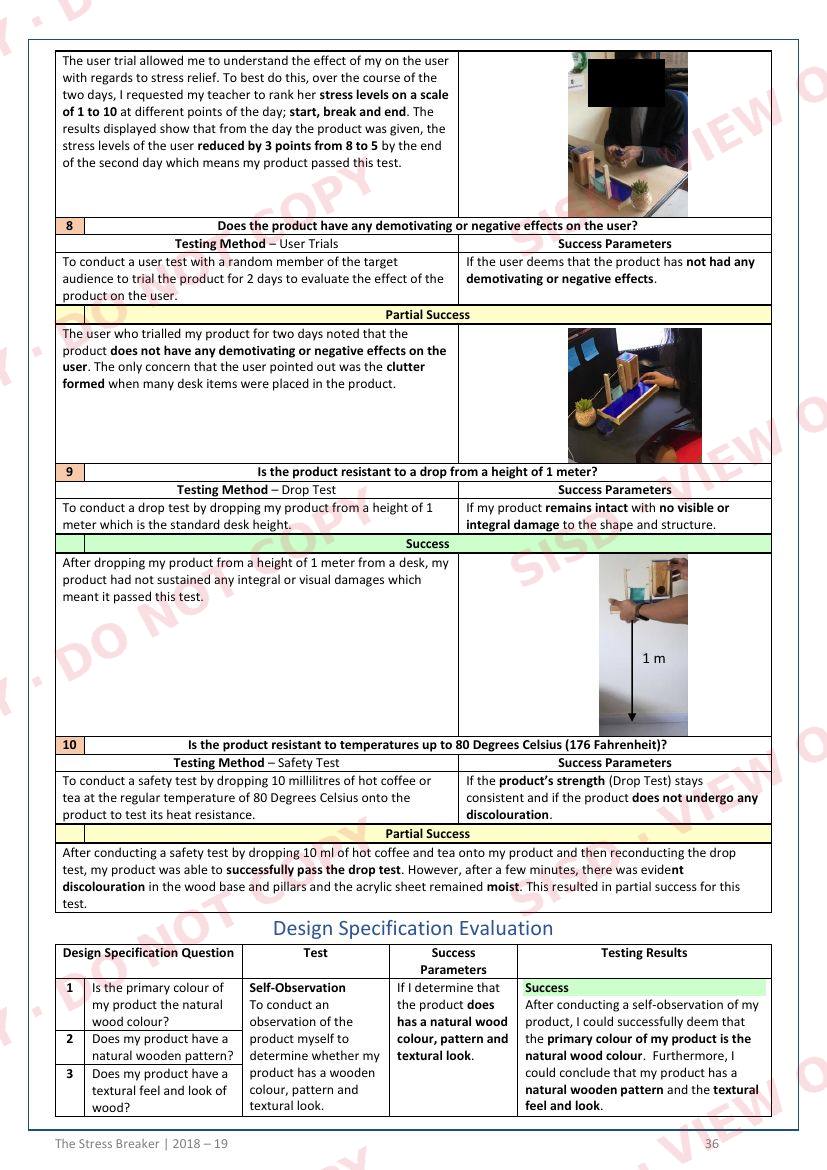 The user trial allowed me to understand the effect of my on the user
with regards to stress relief. To best do this, over the course of the
two days, I requested my teacher to rank her stress levels on a scale
of 1 to 10 at different points of the day; start, break and end. The
results displayed show that from the day the product was given, the
stress levels of the user reduced by 3 points from 8 to 5 by the end
of the second day which means my product passed this test.
8 Does the product have any demotivating or negative effects on the user?
Testing Method – User Trials
Success Parameters
To conduct a user test with a random member of the target
audience to trial the product for 2 days to evaluate the effect of the
product on the user.
If the user deems that the product has not had any
demotivating or negative effects.
Partial Success
The user who trialled my product for two days noted that the
product does not have any demotivating or negative effects on the
user. The only concern that the user pointed out was the clutter
formed when many desk items were placed in the product.
9 Is the product resistant to a drop from a height of 1 meter?
Testing Method – Drop Test
Success Parameters
To conduct a drop test by dropping my product from a height of 1
meter which is the standard desk height.
If my product remains intact with no visible or
integral damage to the shape and structure.
Success
After dropping my product from a height of 1 meter from a desk, my
product had not sustained any integral or visual damages which
meant it passed this test.
1 m
10 Is the product resistant to temperatures up to 80 Degrees Celsius (176 Fahrenheit)?
Testing Method – Safety Test
Success Parameters
To conduct a safety test by dropping 10 millilitres of hot coffee or
tea at the regular temperature of 80 Degrees Celsius onto the
product to test its heat resistance.
If the product’s strength (Drop Test) stays
consistent and if the product does not undergo any
discolouration.
Partial Success
After conducting a safety test by dropping 10 ml of hot coffee and tea onto my product and then reconducting the drop
test, my product was able to successfully pass the drop test. However, after a few minutes, there was evident
discolouration in the wood base and pillars and the acrylic sheet remained moist. This resulted in partial success for this
test.
Design Specification Evaluation
Design Specification Question
Test
Success
Parameters
Testing Results
1 Is the primary colour of
my product the natural
wood colour?
2 Does my product have a
natural wooden pattern?
3 Does my product have a
textural feel and look of
wood?
Self-Observation
To conduct an
observation of the
product myself to
determine whether my
product has a wooden
colour, pattern and
textural look.
If I determine that
the product does
has a natural wood
colour, pattern and
textural look.
Success
After conducting a self-observation of my
product, I could successfully deem that
the primary colour of my product is the
natural wood colour. Furthermore, I
could conclude that my product has a
natural wooden pattern and the textural
feel and look.
The Stress Breaker | 2018 – 19
36
Y · DO NOT COPY
SISD · VIEW O
Y · DO NOT COPY
SISD · VIEW O
Y · DO NOT COPY
SISD · VIEW O